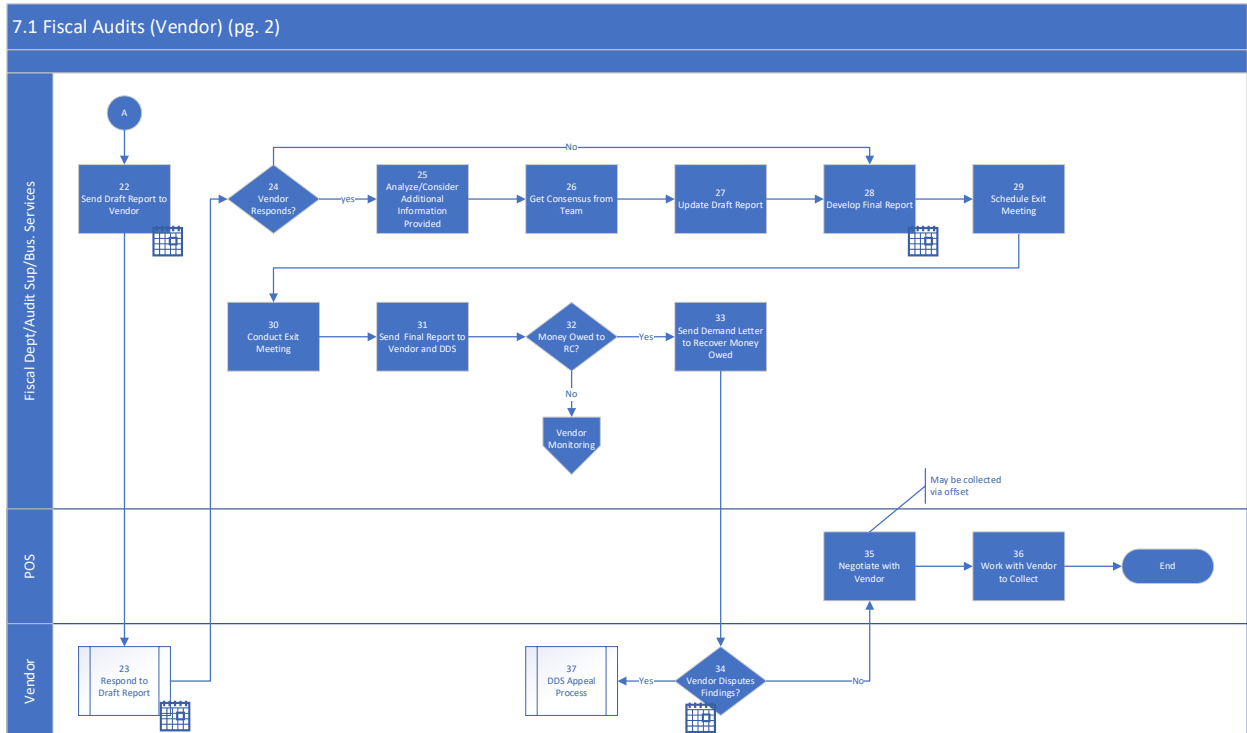 7.1 Fiscal Audits (Vendor) (pg. 2)
Fiscal Dept/Audit Sup/Bus. Services
A
22
Send Draft Report to
Vendor
24
Vendor
Responds?
No
yes
25
Analyze/Consider
Additional
Information
Provided
26
Get Consensus from
Team
27
Update Draft Report
28
Develop Final Report
29
Schedule Exit
Meeting
30
Conduct Exit
Meeting
31
Send Final Report to
Vendor and DDS
32
Money Owed to
RC?
Yes
33
Send Demand Letter
to Recover Money
Owed
No
Vendor
Monitoring
May be collected
via offset
POS
35
Negotiate with
Vendor
36
Work with Vendor
to Collect
End
Vendor
23
Respond to
Draft Report
37
DDS Appeal
Process
Yes
34
Vendor Disputes
Findings?
No